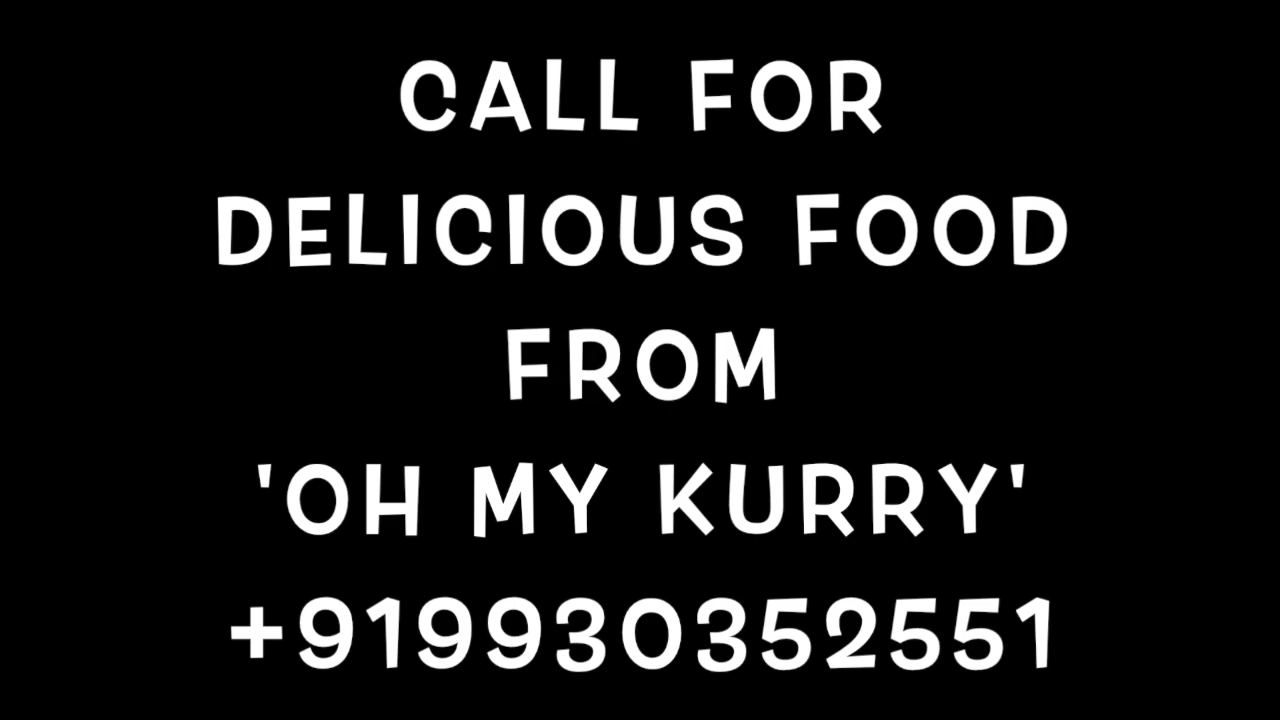 CALL FOR
DELICIOUS FOOD
FROM
'OH MY KURRY'
+919930352551